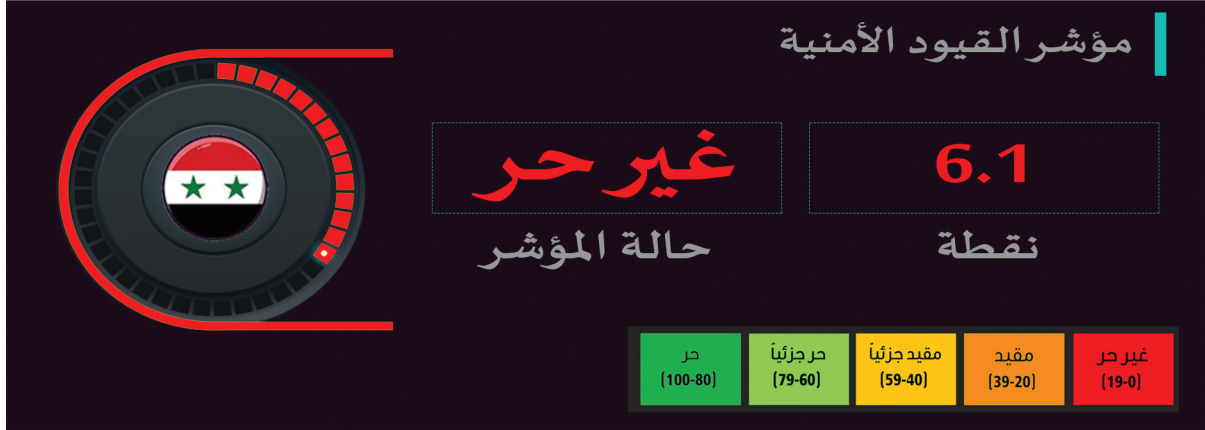 مؤشر القيود الأمنية
6.1
نقطة
غير حر
حالة المؤشر
غير حر
(19-0)
مقيد
(39-20)
مقيد جزئياً
(59-40)
حر جزئياً
(79-60)
حر
(100-80)